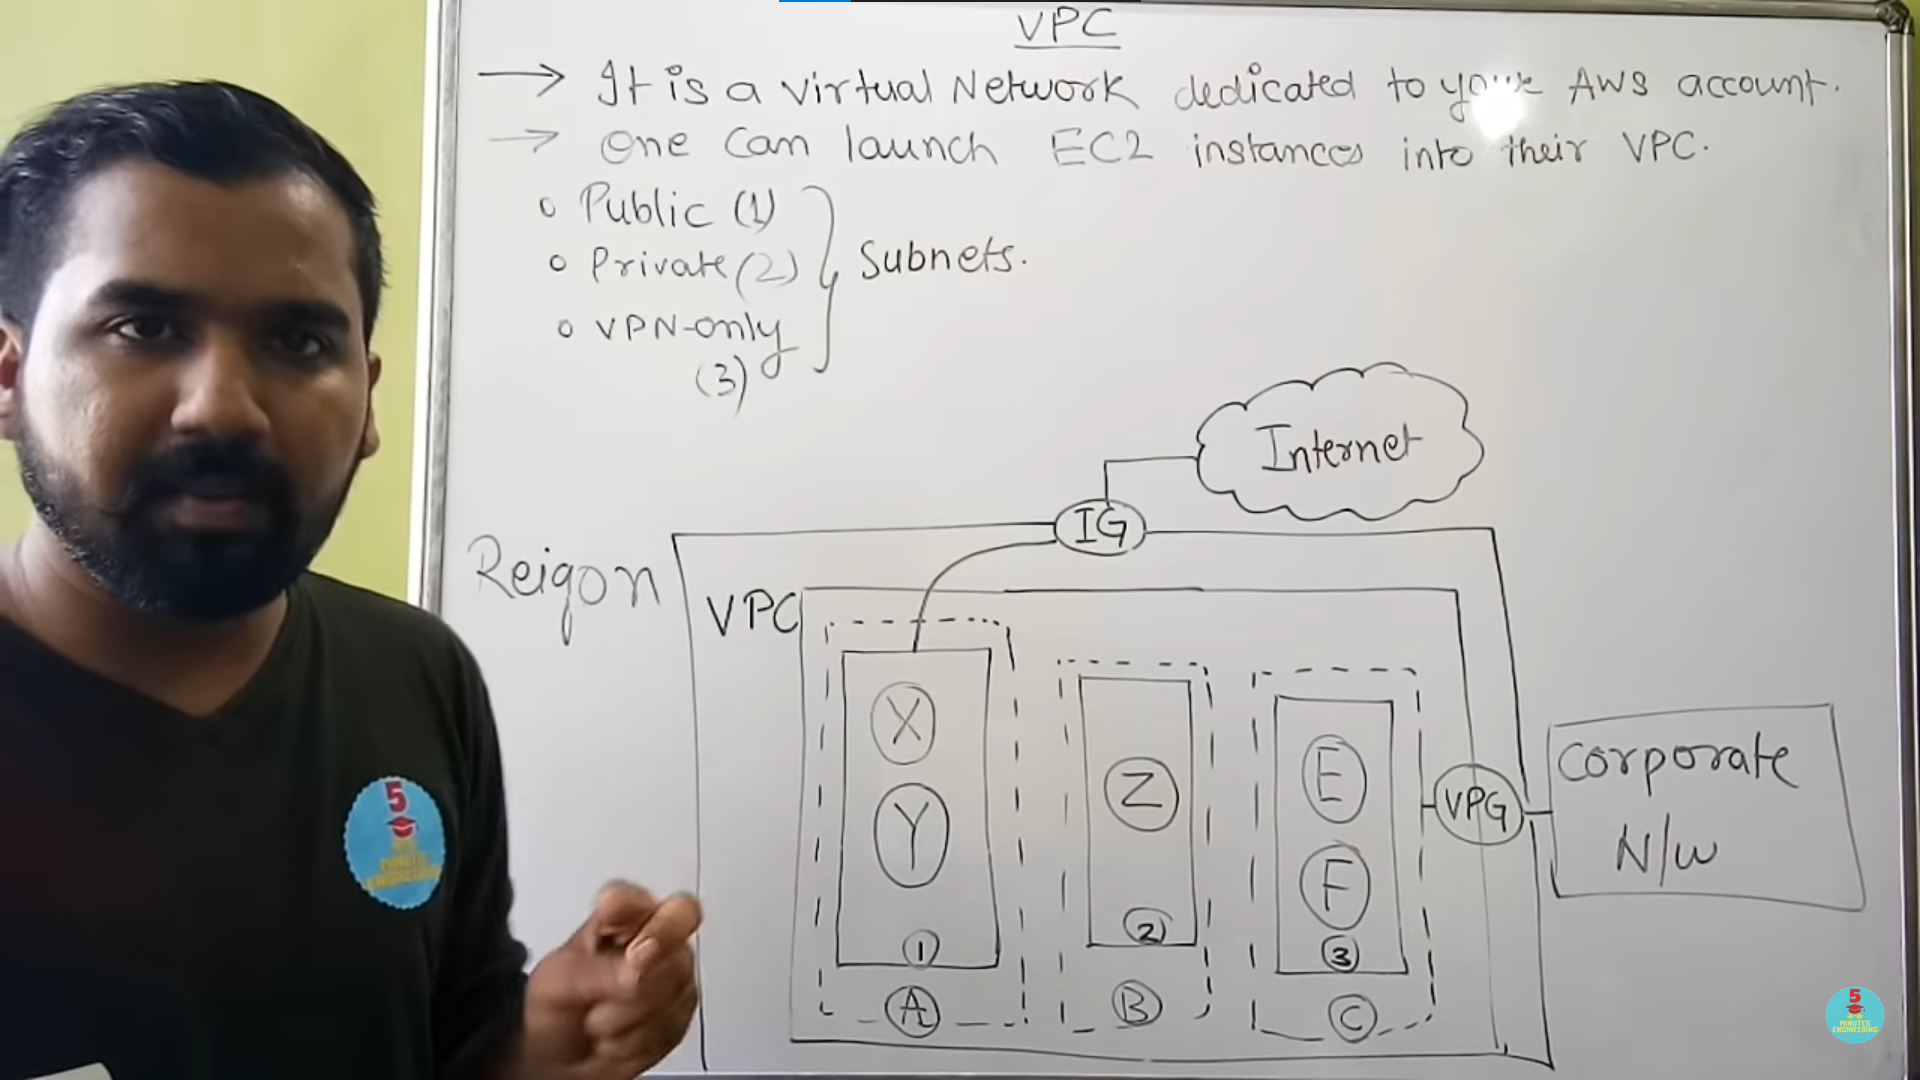 VPC
→ It is a virtual Network dedicated to your AWS account.
→ One can launch EC2 instances into their VPC.
o Public (1)
o Private (2)
o VPN-only
(3)
Subnets.
Internet
IG
Reigon
VPC
X
Y
1
A
Z
2
B
E
F
3
C
VPG
Corporate
N/W
5
MINUTES
ENGINEERING
5
MINUTES
ENGINEERING